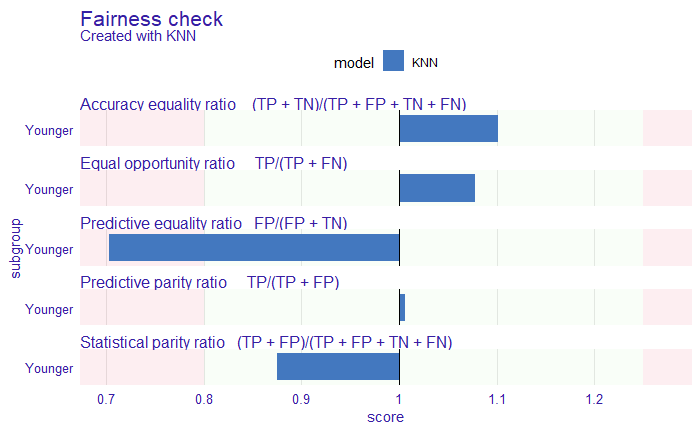 Fairness check
Created with KNN
model KNN
Accuracy equality ratio (TP + TN)/(TP + FP + TN + FN)
Younger
Equal opportunity ratio TP/(TP + FN)
Younger
Predictive equality ratio FP/(FP + TN)
Younger
Predictive parity ratio TP/(TP + FP)
Younger
Statistical parity ratio (TP + FP)/(TP + FP + TN + FN)
Younger
subgroup
0.7 0.8 0.9 1 1.1 1.2
score